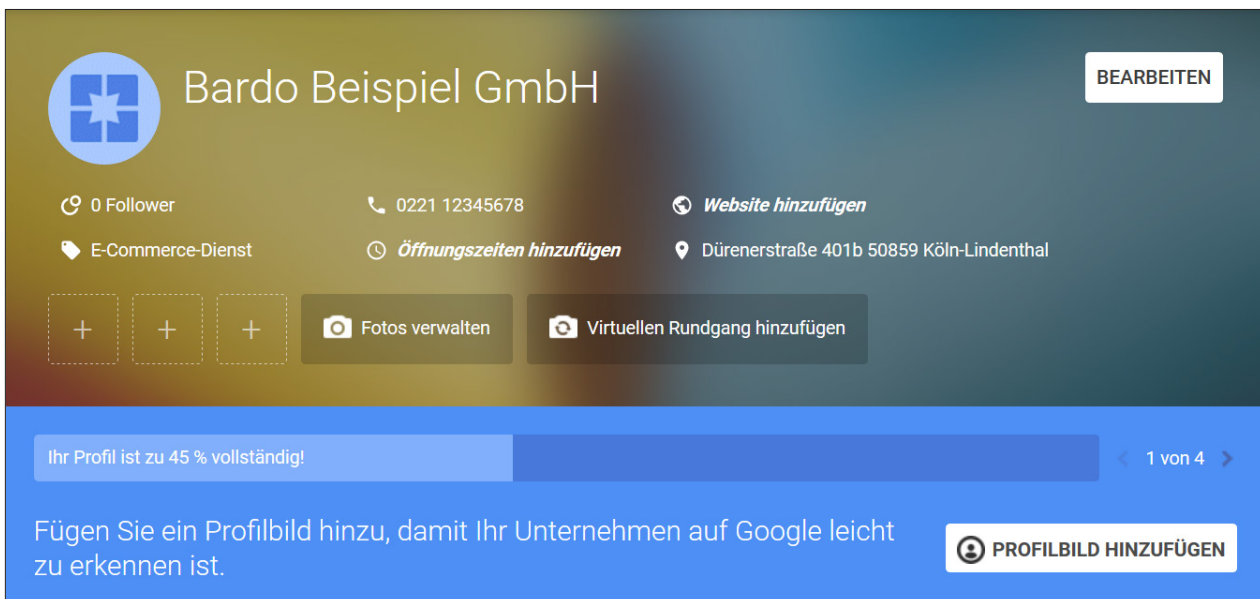 Bardo Beispiel GmbH
BEARBEITEN
0 Follower
0221 12345678
Website hinzufügen
E-Commerce-Dienst
Öffnungszeiten hinzufügen
Dürenerstraße 401b 50859 Köln-Lindenthal
Fotos verwalten
Virtuellen Rundgang hinzufügen
Ihr Profil ist zu 45 % vollständig!
1 von 4
Fügen Sie ein Profilbild hinzu, damit Ihr Unternehmen auf Google leicht
zu erkennen ist.
PROFILBILD HINZUFÜGEN